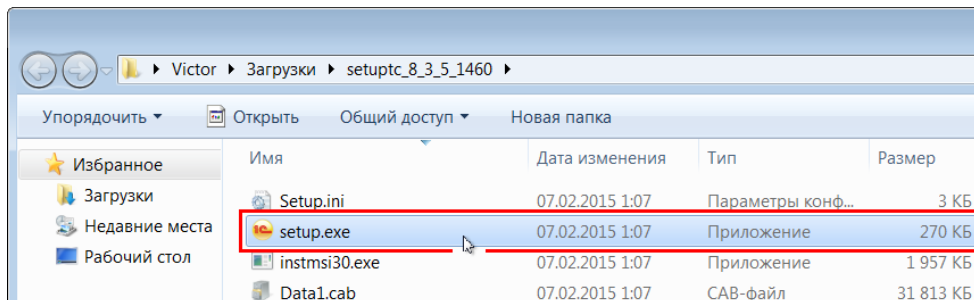 Victor ▸ Загрузки ▸ setuptc_8_3_5_1460 ▸
Упорядочить ▾ Открыть Общий доступ ▾ Новая папка
Избранное
Загрузки
Недавние места
Рабочий стол
Имя Дата изменения Тип Размер
Setup.ini 07.02.2015 1:07 Параметры конф... 3 КБ
setup.exe 07.02.2015 1:07 Приложение 270 КБ
instmsi30.exe 07.02.2015 1:07 Приложение 1 957 КБ
Data1.cab 07.02.2015 1:07 CAB-файл 31 813 КБ